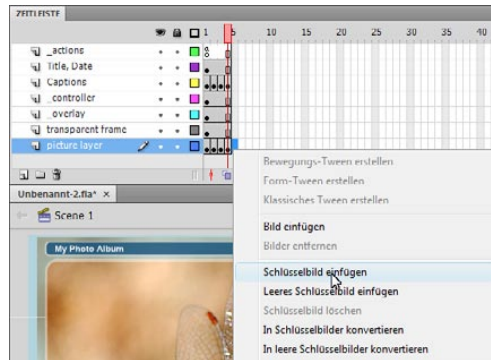 ZEITLEISTE
1 5 10 15 20 25 30 35 40
_actions
Title, Date
Captions
_controller
_overlay
transparent frame
picture layer
Unbenannt-2.fla* ×
Scene 1
My Photo Album
Bewegungs-Tween erstellen
Form-Tween erstellen
Klassisches Tween erstellen
Bild einfügen
Bilder entfernen
Schlüsselbild einfügen
Leeres Schlüsselbild einfügen
Schlüsselbild löschen
In Schlüsselbilder konvertieren
In leere Schlüsselbilder konvertieren